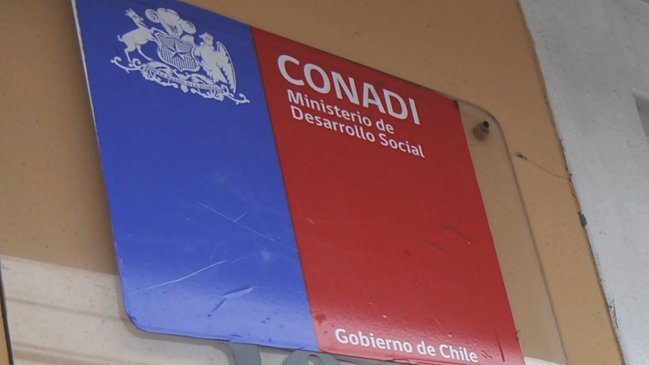 CONADI
Ministerio de
Desarrollo Social
Gobierno de Chile